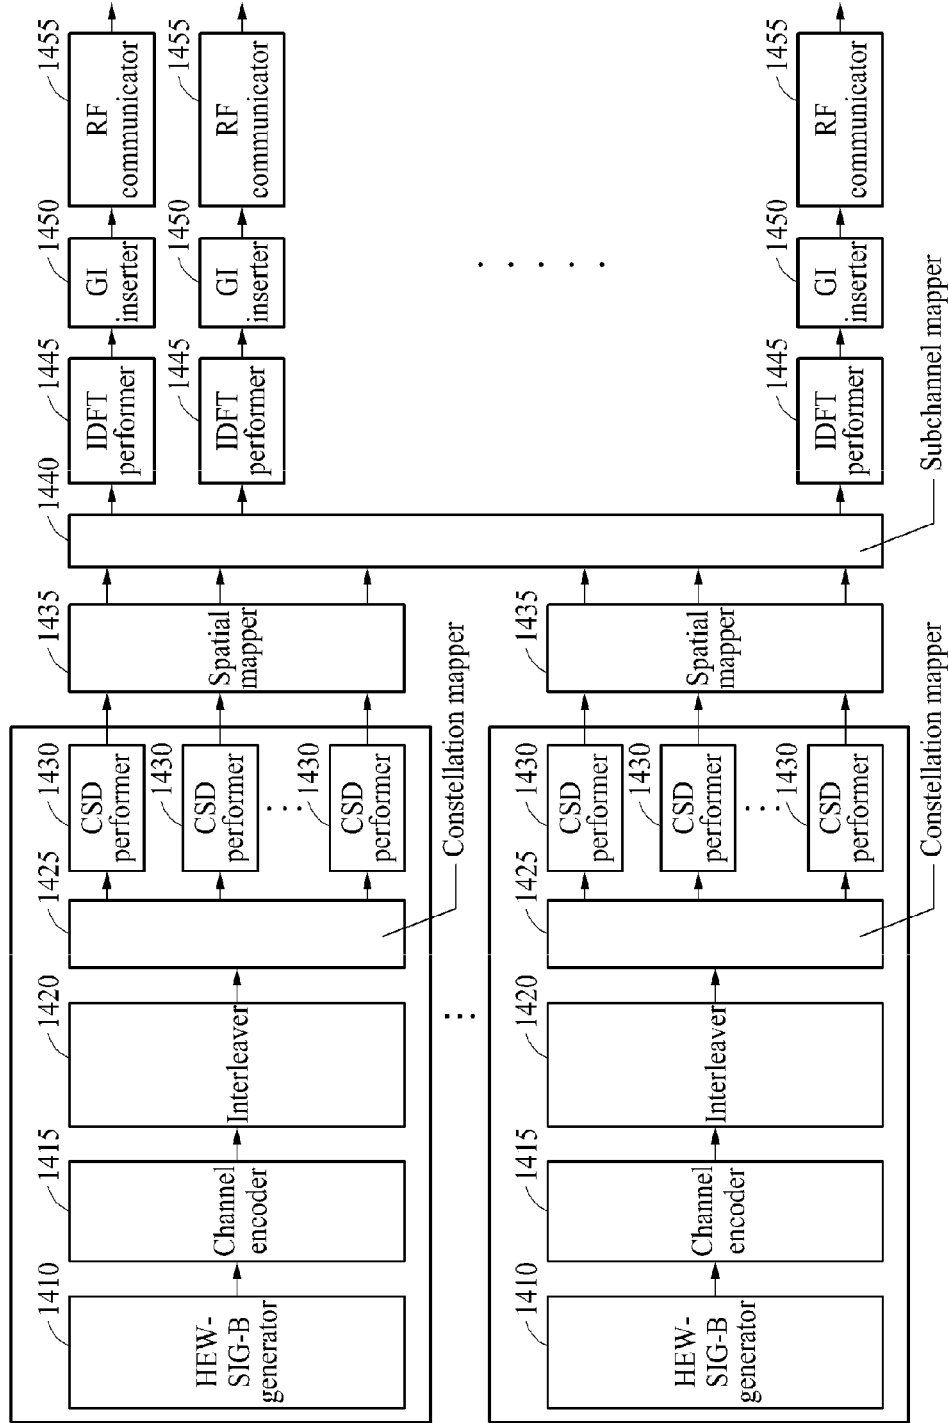 1410
HEW-
SIG-B
generator
1415
Channel
encoder
1420
Interleaver
1425
Constellation mapper
1430
CSD
performer
1430
CSD
performer
...
1430
CSD
performer
1435
Spatial
mapper
...
1410
HEW-
SIG-B
generator
1415
Channel
encoder
1420
Interleaver
1425
Constellation mapper
1430
CSD
performer
1430
CSD
performer
...
1430
CSD
performer
1435
Spatial
mapper
1440
Subchannel mapper
1445
IDFT
performer
1450
GI
inserter
1455
RF
communicator
1445
IDFT
performer
1450
GI
inserter
1455
RF
communicator
. . . . .
1445
IDFT
performer
1450
GI
inserter
1455
RF
communicator